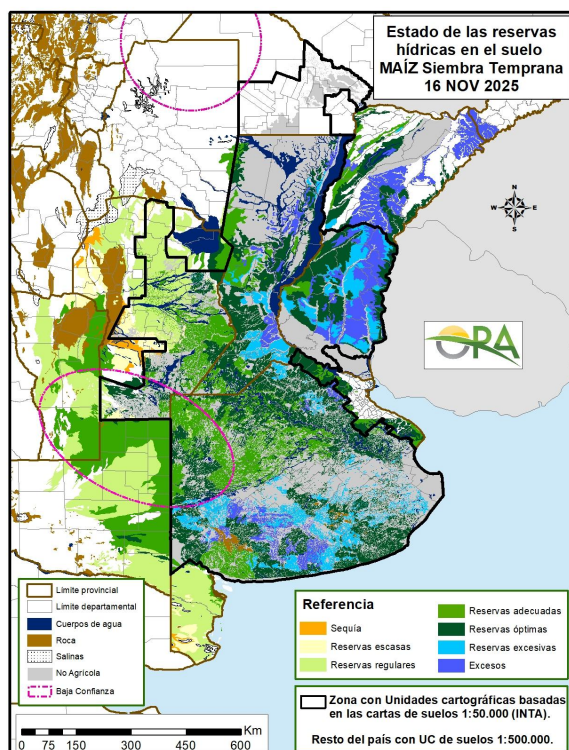 Estado de las reservas
hídricas en el suelo
MAÍZ Siembra Temprana
16 NOV 2025
N
W
E
S
ORA
Límite provincial
Límite departamental
Cuerpos de agua
Roca
Salinas
No Agrícola
Baja Confianza
Referencia
Sequía
Reservas escasas
Reservas regulares
Reservas adecuadas
Reservas óptimas
Reservas excesivas
Excesos
Zona con Unidades cartográficas basadas
en las cartas de suelos 1:50.000 (INTA).
Resto del país con UC de suelos 1:500.000.
Km
0 75 150 300 450 600